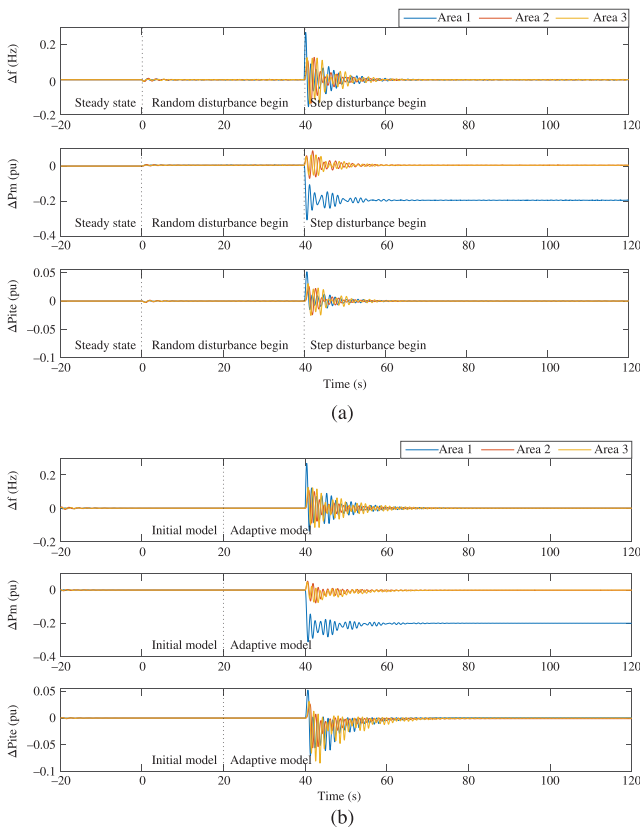 Area 1 Area 2 Area 3
Δf (Hz)
0.2
0
−0.2
Steady state Random disturbance begin Step disturbance begin
−20 0 20 40 60 80 100 120
ΔPm (pu)
0
−0.2
−0.4
Steady state Random disturbance begin Step disturbance begin
−20 0 20 40 60 80 100 120
ΔPite (pu)
0.05
0
−0.05
−0.1
Steady state Random disturbance begin Step disturbance begin
−20 0 20 40 60 80 100 120
Time (s)
(a)
Area 1 Area 2 Area 3
Δf (Hz)
0.2
0
−0.2
Initial model Adaptive model
−20 0 20 40 60 80 100 120
ΔPm (pu)
0
−0.2
−0.4
Initial model Adaptive model
−20 0 20 40 60 80 100 120
ΔPite (pu)
0.05
0
−0.05
−0.1
Initial model Adaptive model
−20 0 20 40 60 80 100 120
Time (s)
(b)